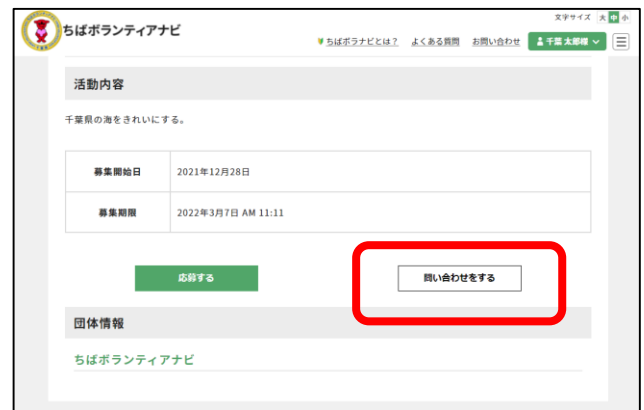 文字サイズ 大 中 小
ちばボランティアナビ
ちばボラナビとは? よくある質問 お問い合わせ 千葉 太郎様
活動内容
千葉県の海をきれいにする。
募集開始日 2021年12月28日
募集期限 2022年3月7日 AM 11:11
応募する 問い合わせをする
団体情報
ちばボランティアナビ